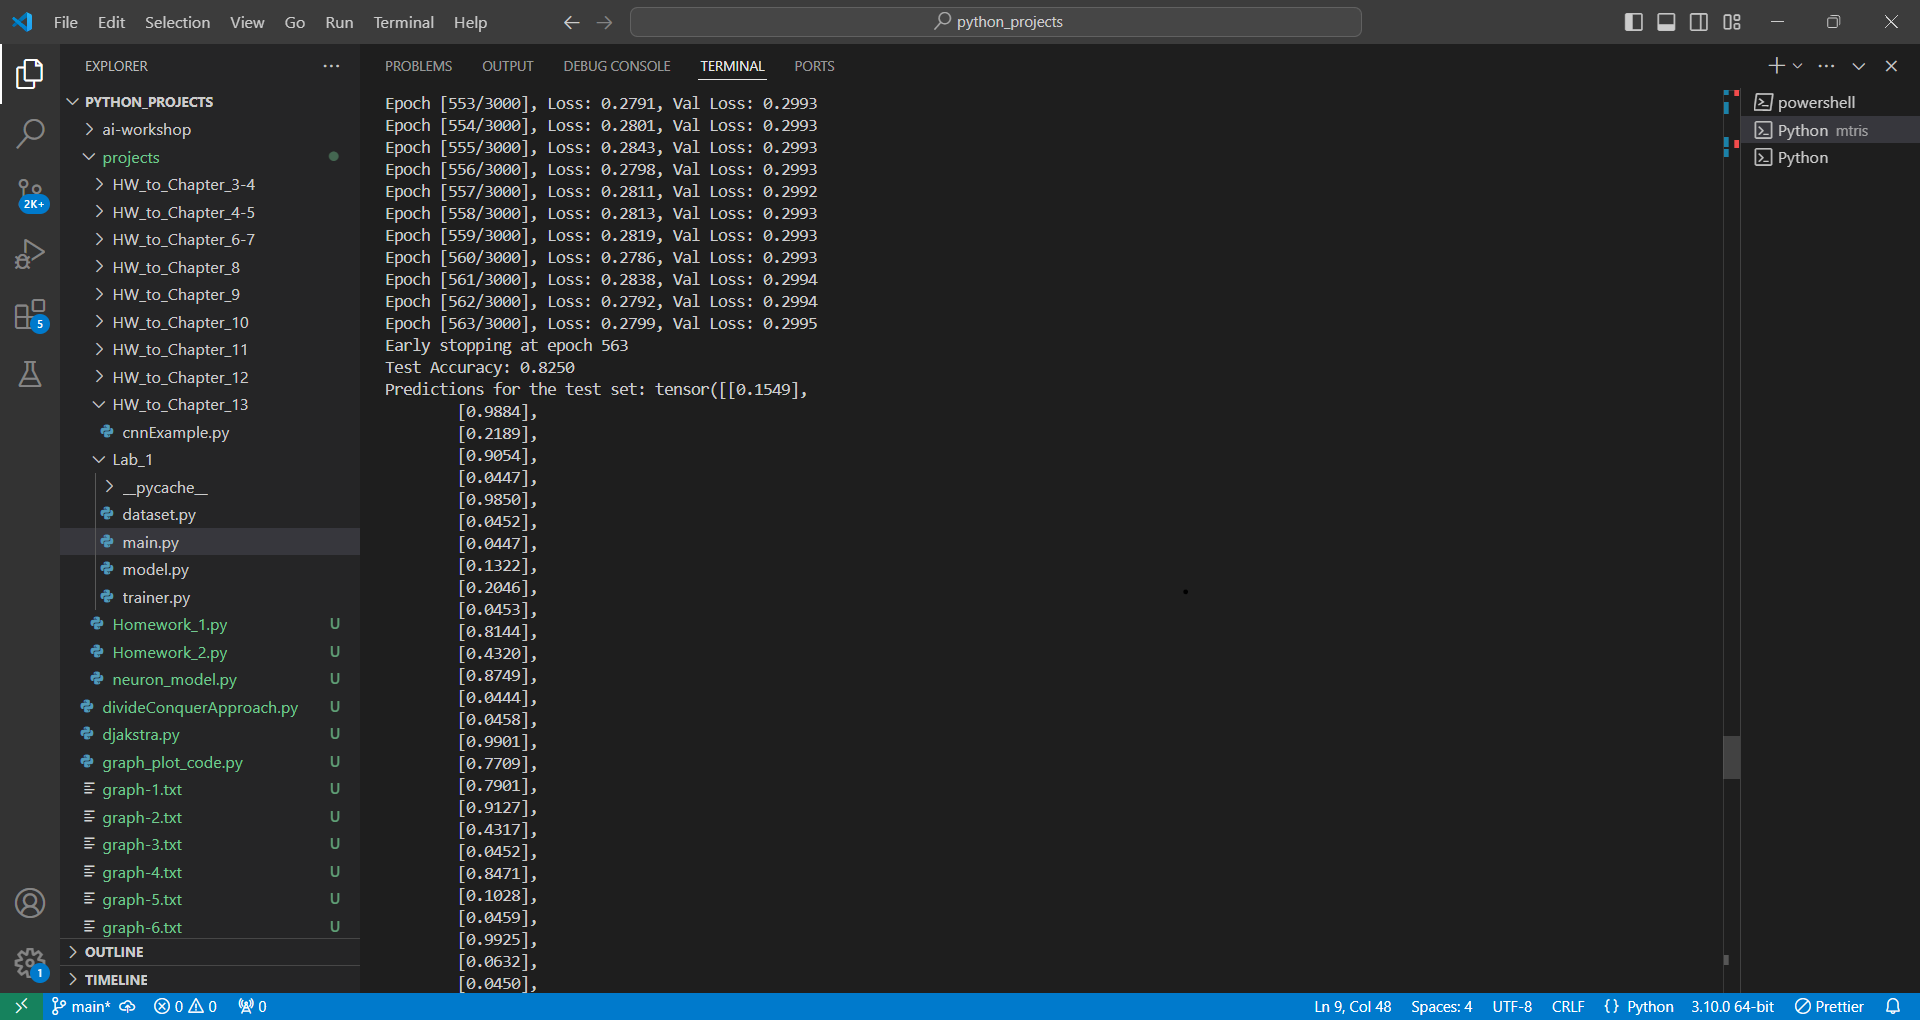 File Edit Selection View Go Run Terminal Help
python_projects
EXPLORER
PYTHON_PROJECTS
ai-workshop
projects
HW_to_Chapter_3-4
HW_to_Chapter_4-5
HW_to_Chapter_6-7
HW_to_Chapter_8
HW_to_Chapter_9
HW_to_Chapter_10
HW_to_Chapter_11
HW_to_Chapter_12
HW_to_Chapter_13
cnnExample.py
Lab_1
__pycache__
dataset.py
main.py
model.py
trainer.py
Homework_1.py U
Homework_2.py U
neuron_model.py U
divideConquerApproach.py U
djakstra.py U
graph_plot_code.py U
graph-1.txt U
graph-2.txt U
graph-3.txt U
graph-4.txt U
graph-5.txt U
graph-6.txt U
OUTLINE
TIMELINE
2K+
5
1
PROBLEMS OUTPUT DEBUG CONSOLE TERMINAL PORTS
Epoch [553/3000], Loss: 0.2791, Val Loss: 0.2993
Epoch [554/3000], Loss: 0.2801, Val Loss: 0.2993
Epoch [555/3000], Loss: 0.2843, Val Loss: 0.2993
Epoch [556/3000], Loss: 0.2798, Val Loss: 0.2993
Epoch [557/3000], Loss: 0.2811, Val Loss: 0.2992
Epoch [558/3000], Loss: 0.2813, Val Loss: 0.2993
Epoch [559/3000], Loss: 0.2819, Val Loss: 0.2993
Epoch [560/3000], Loss: 0.2786, Val Loss: 0.2993
Epoch [561/3000], Loss: 0.2838, Val Loss: 0.2994
Epoch [562/3000], Loss: 0.2792, Val Loss: 0.2994
Epoch [563/3000], Loss: 0.2799, Val Loss: 0.2995
Early stopping at epoch 563
Test Accuracy: 0.8250
Predictions for the test set: tensor([[0.1549],
[0.9884],
[0.2189],
[0.9054],
[0.0447],
[0.9850],
[0.0452],
[0.0447],
[0.1322],
[0.2046],
[0.0453],
[0.8144],
[0.4320],
[0.8749],
[0.0444],
[0.0458],
[0.9901],
[0.7709],
[0.7901],
[0.9127],
[0.4317],
[0.0452],
[0.8471],
[0.1028],
[0.0459],
[0.9925],
[0.0632],
[0.0450],
powershell
Python mtris
Python
main* 0 0 0
Ln 9, Col 48 Spaces: 4 UTF-8 CRLF {} Python 3.10.0 64-bit Prettier